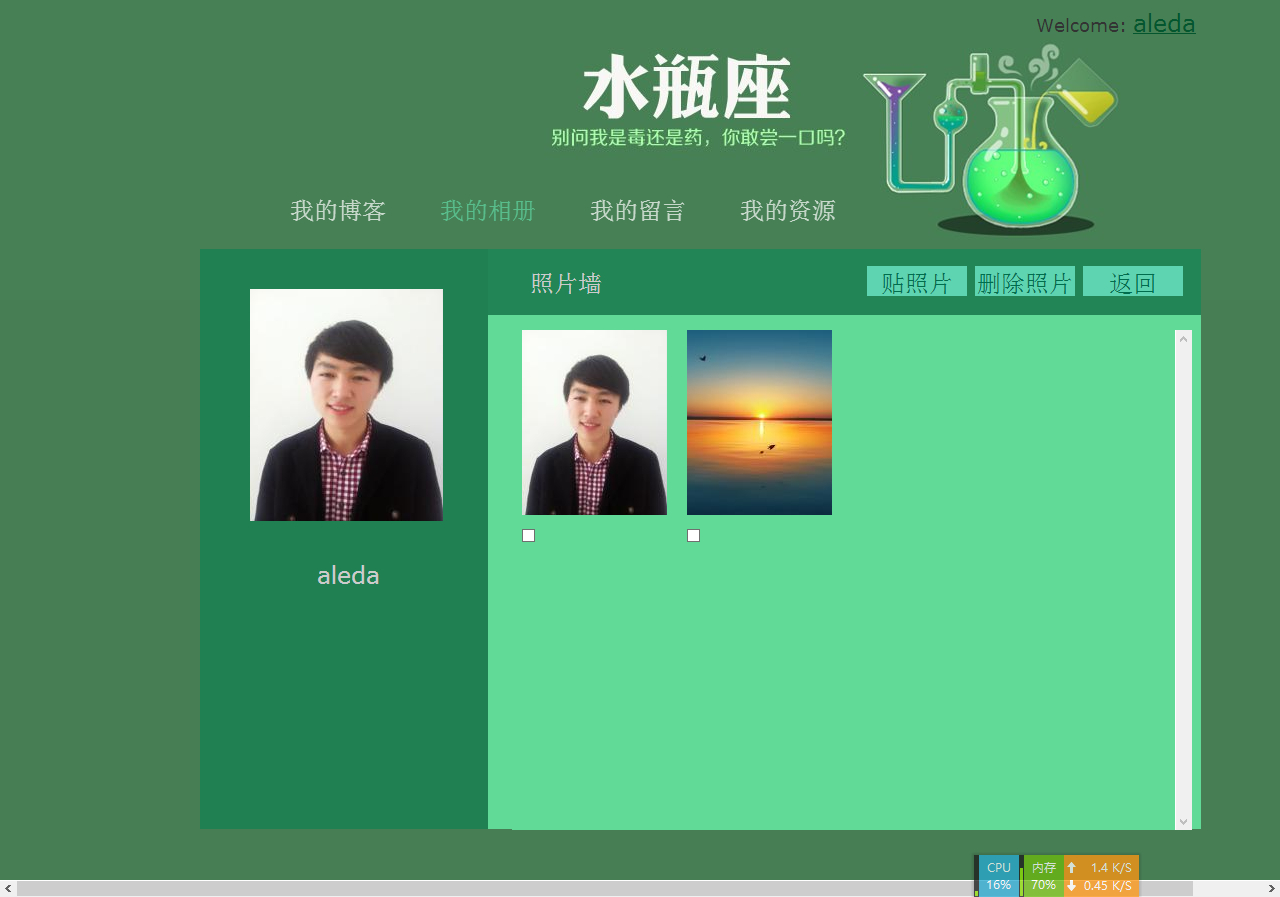 Welcome: aleda
水瓶座
别问我是毒还是药，你敢尝一口吗？
我的博客 我的相册 我的留言 我的资源
照片墙 贴照片 删除照片 返回
aleda
CPU 内存 1.4 K/S
16% 70% 0.45 K/S